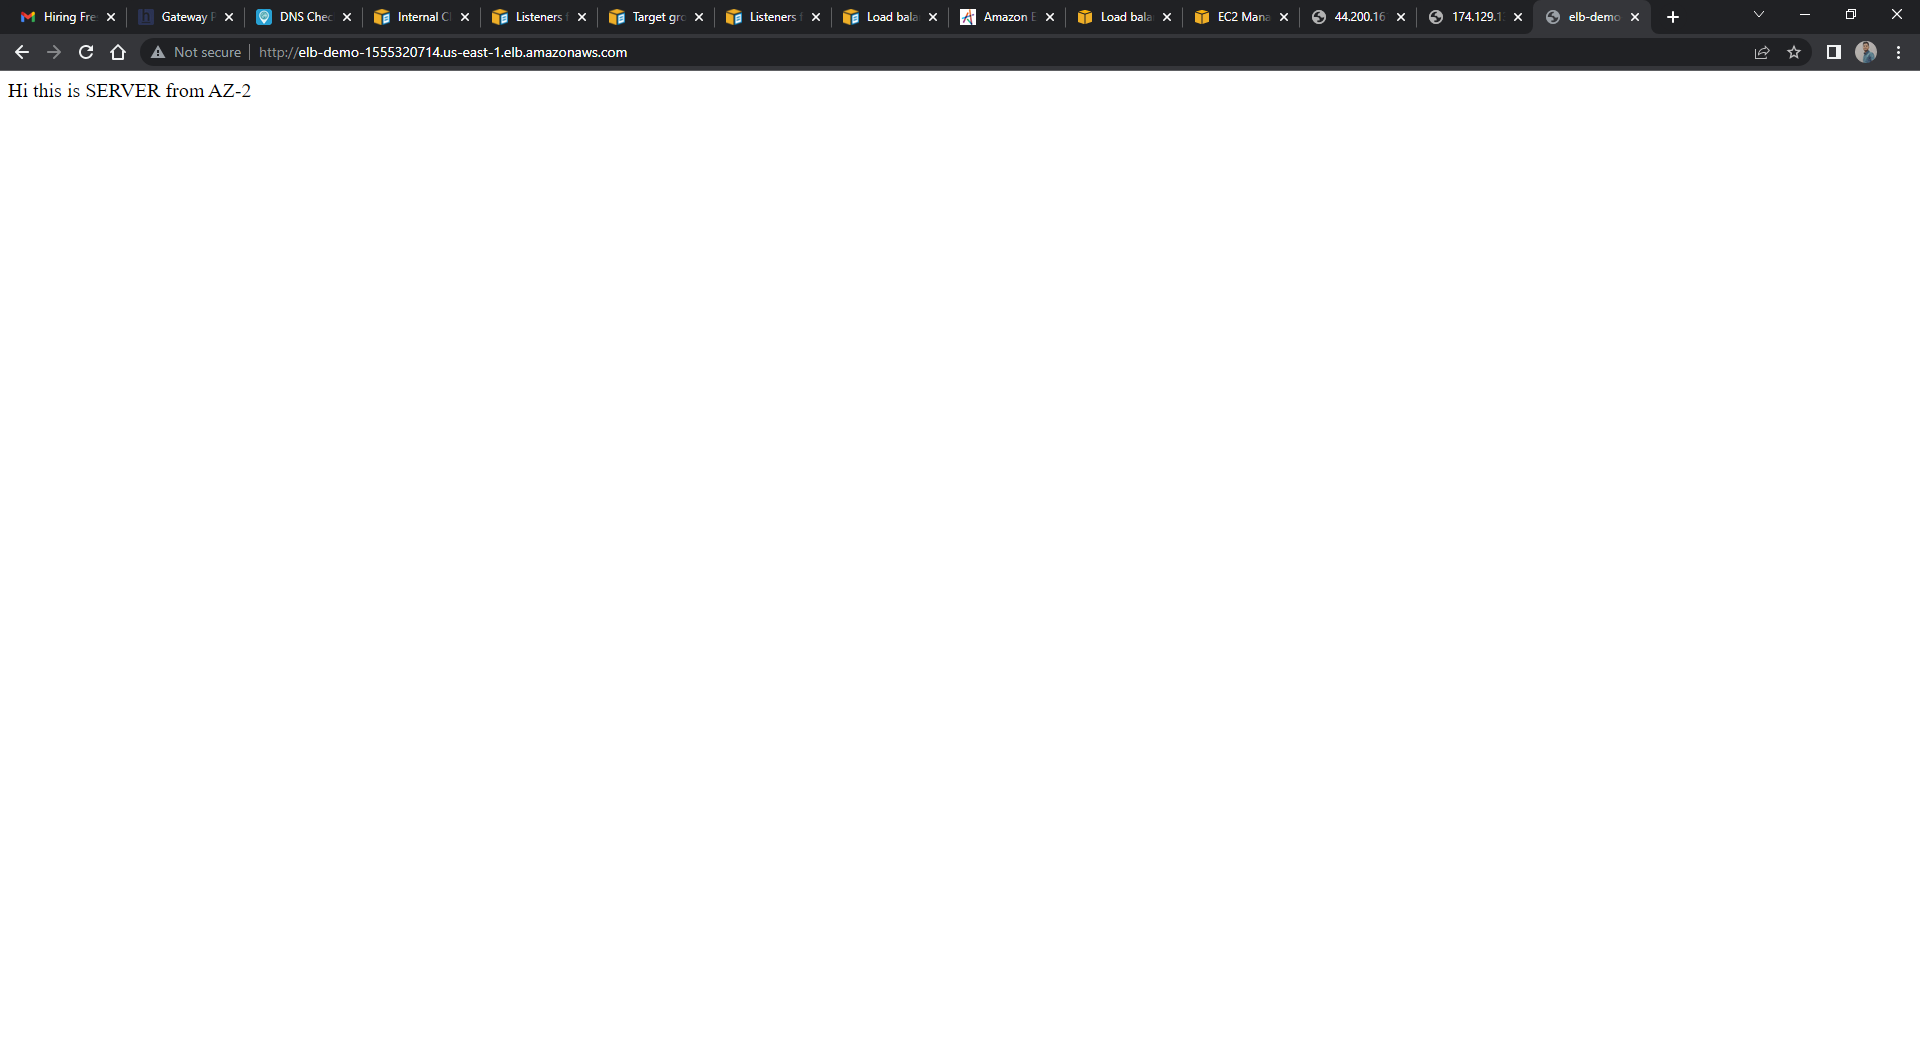 Hiring Fre
Gateway
DNS Chec
Internal Cl
Listeners f
Target gro
Listeners f
Load bala
Amazon E
Load bala
EC2 Mana
44.200.16
174.129.1
elb-demo
Not secure
http://elb-demo-1555320714.us-east-1.elb.amazonaws.com
Hi this is SERVER from AZ-2